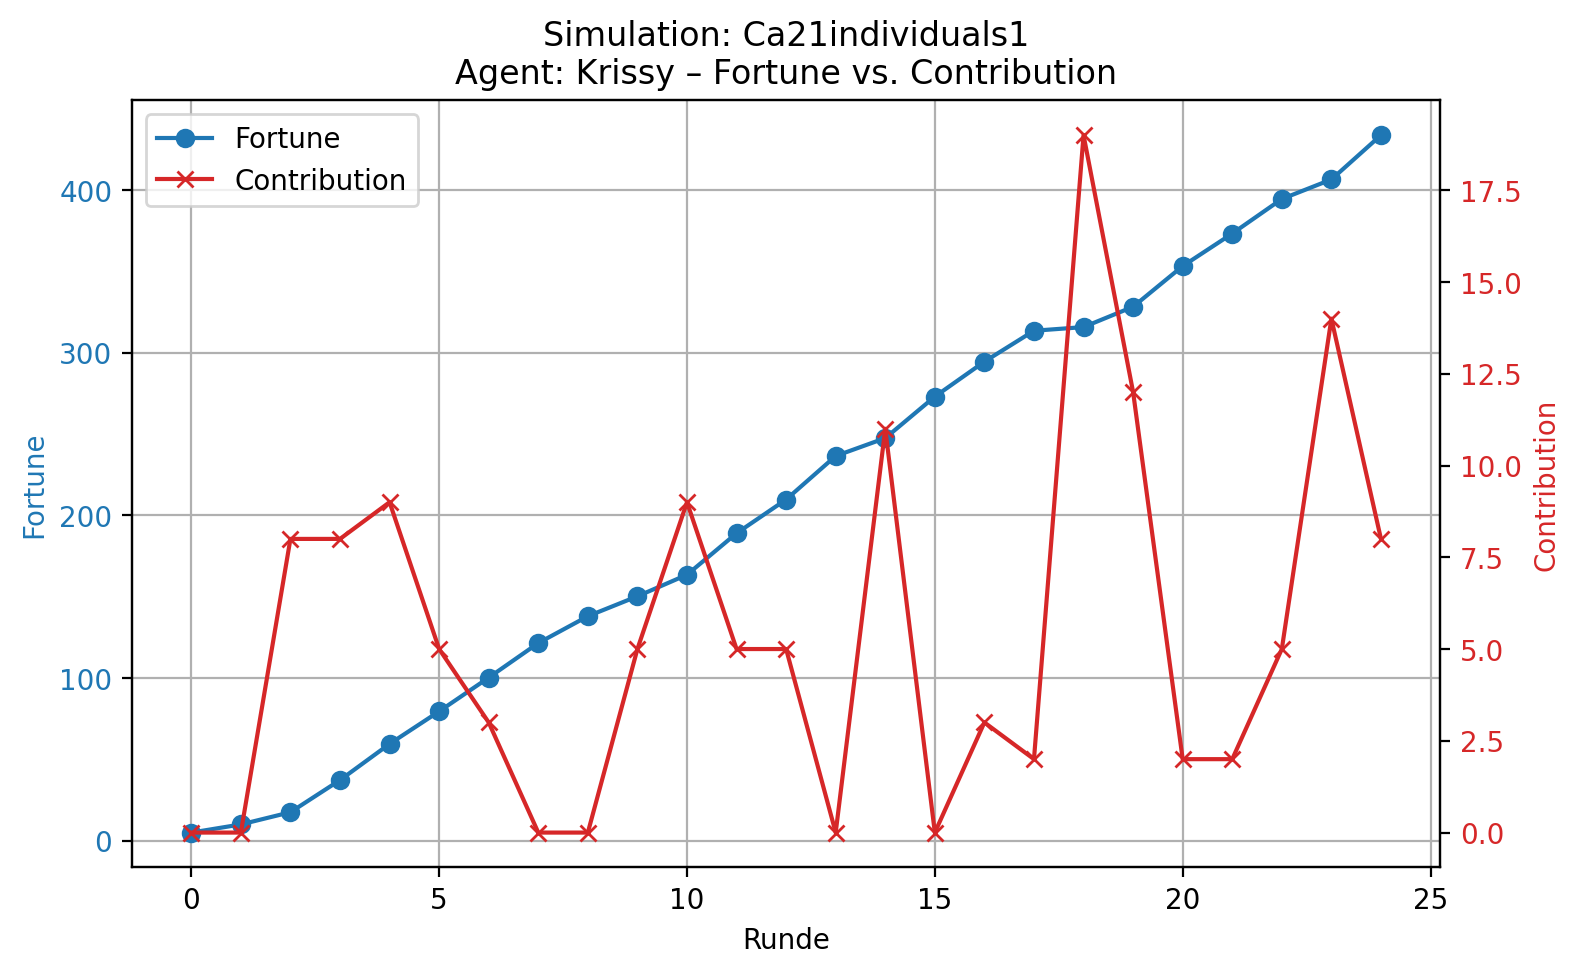 Simulation: Ca21individuals1
Agent: Krissy – Fortune vs. Contribution
Fortune
Contribution
400
300
200
100
0
Fortune
17.5
15.0
12.5
10.0
7.5
5.0
2.5
0.0
Contribution
0 5 10 15 20 25
Runde